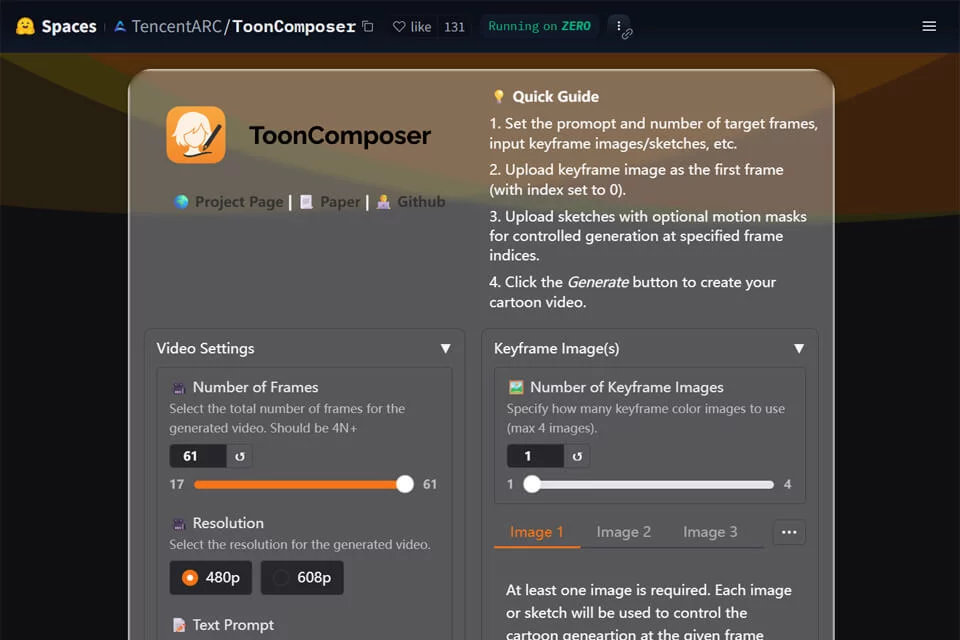 Spaces
TencentARC/ToonComposer
like
131
Running on ZERO
ToonComposer
Project Page | Paper | Github
Quick Guide
1. Set the promopt and number of target frames,
input keyframe images/sketches, etc.
2. Upload keyframe image as the first frame
(with index set to 0).
3. Upload sketches with optional motion masks
for controlled generation at specified frame
indices.
4. Click the Generate button to create your
cartoon video.
Video Settings
Number of Frames
Select the total number of frames for the
generated video. Should be 4N+
61
17
61
Resolution
Select the resolution for the generated video.
480p
608p
Text Prompt
Keyframe Image(s)
Number of Keyframe Images
Specify how many keyframe color images to use
(max 4 images).
1
1
4
Image 1
Image 2
Image 3
At least one image is required. Each image
or sketch will be used to control the
cartoon geneartion at the given frame